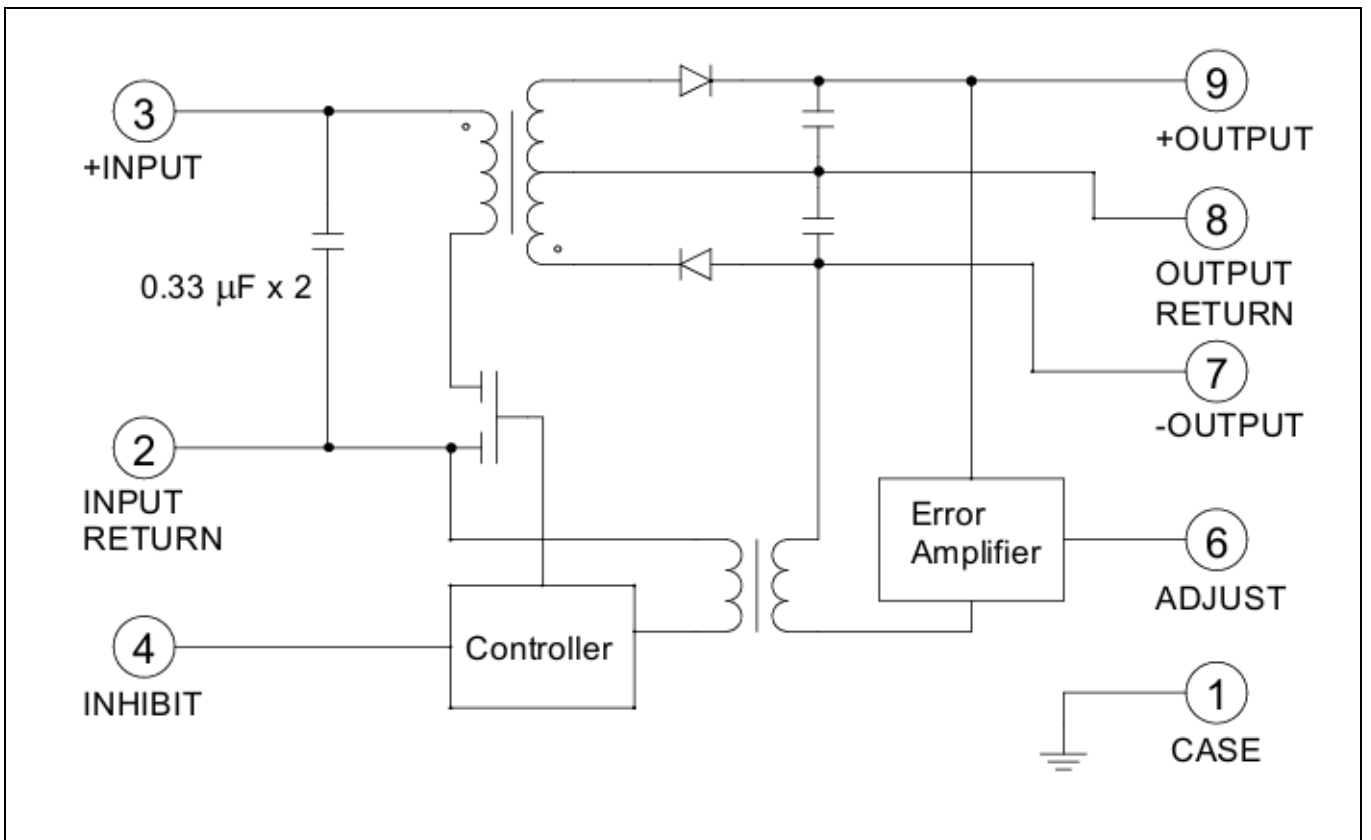 3
+INPUT
0.33 μF x 2
2
INPUT
RETURN
4
INHIBIT
Controller
Error
Amplifier
9
+OUTPUT
8
OUTPUT
RETURN
7
-OUTPUT
6
ADJUST
1
CASE